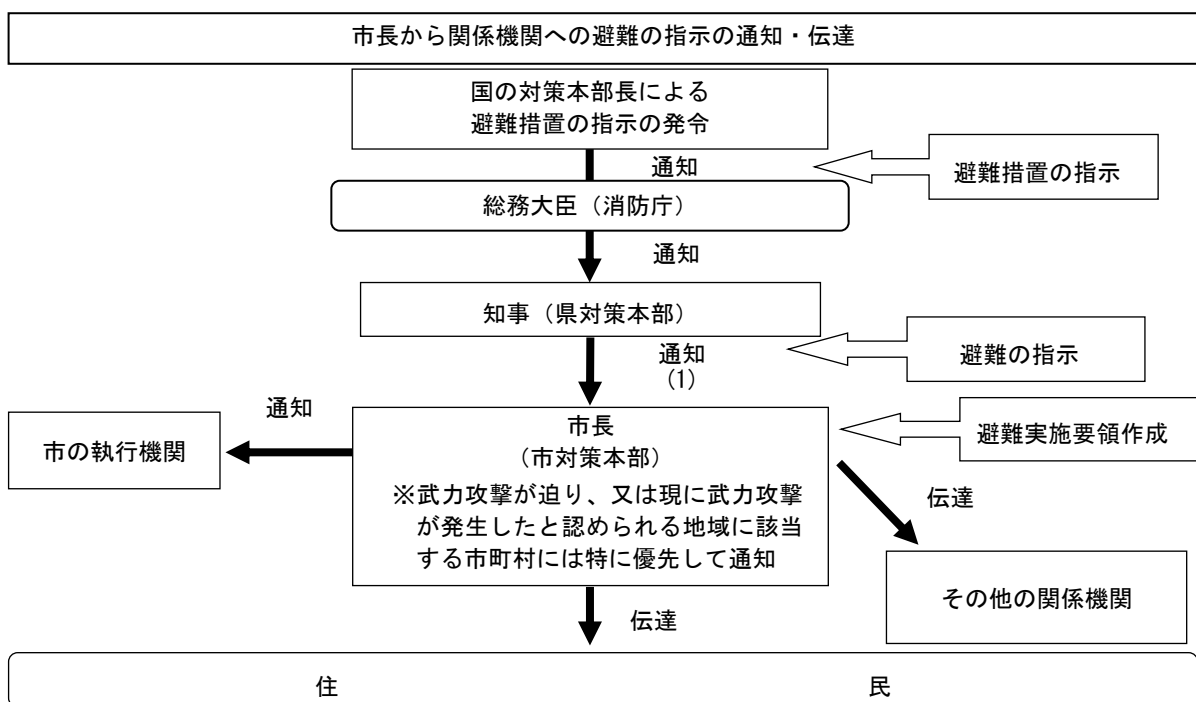 市長から関係機関への避難の指示の通知・伝達
国の対策本部長による
避難措置の指示の発令
通知
避難措置の指示
総務大臣（消防庁）
通知
知事（県対策本部）
通知
(1)
避難の指示
通知
市の執行機関
市長
（市対策本部）
※武力攻撃が迫り、又は現に武力攻撃
が発生したと認められる地域に該当
する市町村には特に優先して通知
避難実施要領作成
伝達
その他の関係機関
伝達
住 民